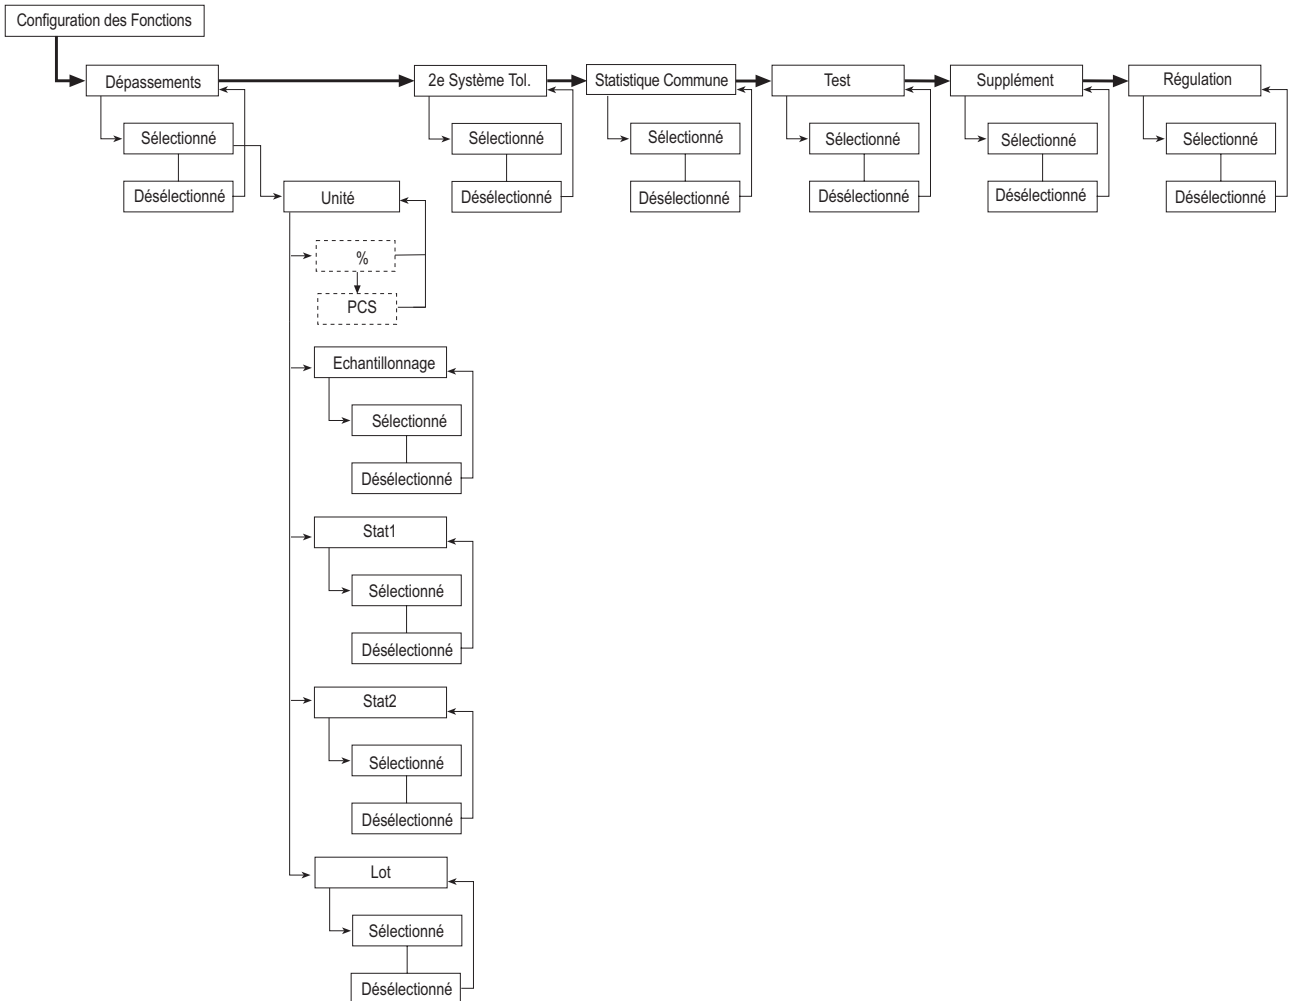 Configuration des Fonctions
Dépassements
2e Système Tol.
Statistique Commune
Test
Supplément
Régulation
Sélectionné
Sélectionné
Sélectionné
Sélectionné
Sélectionné
Sélectionné
Désélectionné
Désélectionné
Désélectionné
Désélectionné
Désélectionné
Désélectionné
Unité
%
PCS
Echantillonnage
Sélectionné
Désélectionné
Stat1
Sélectionné
Désélectionné
Stat2
Sélectionné
Désélectionné
Lot
Sélectionné
Désélectionné